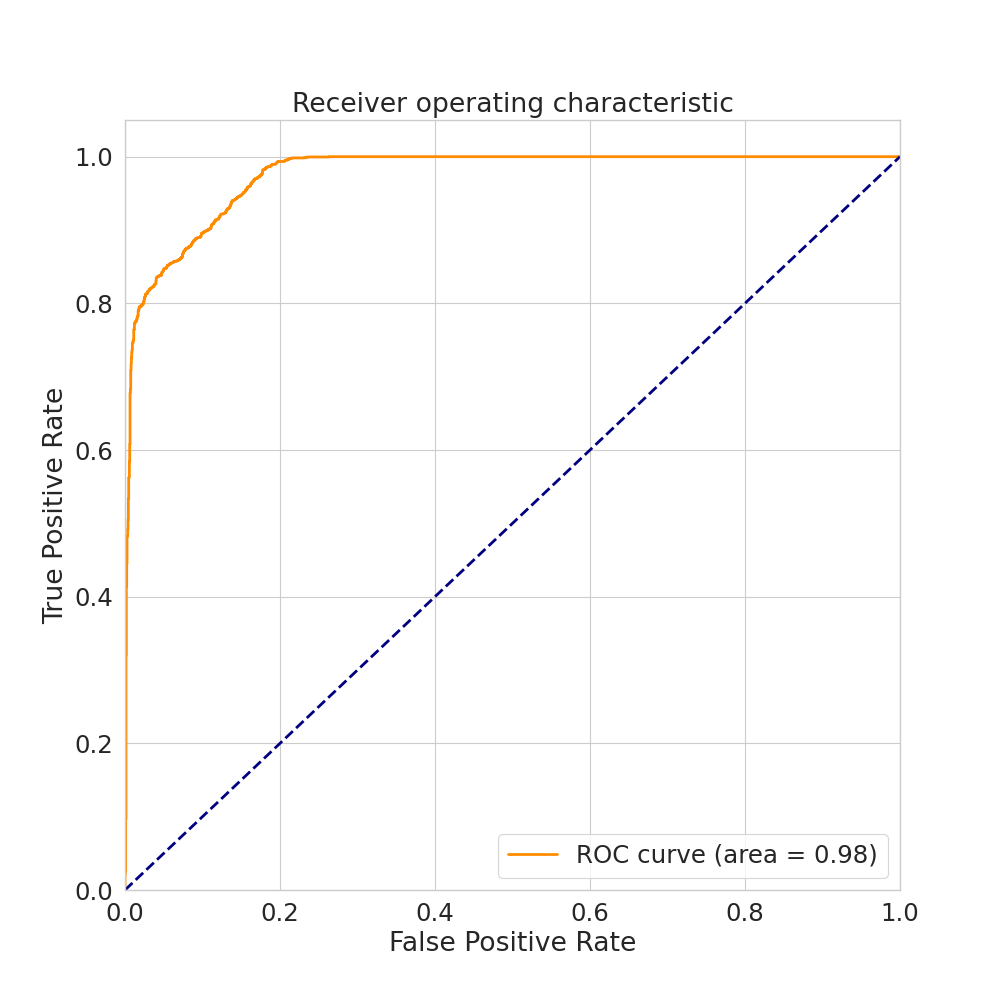 Receiver operating characteristic
1.0
0.8
0.6
0.4
0.2
0.0
True Positive Rate
ROC curve (area = 0.98)
0.0 0.2 0.4 0.6 0.8 1.0
False Positive Rate